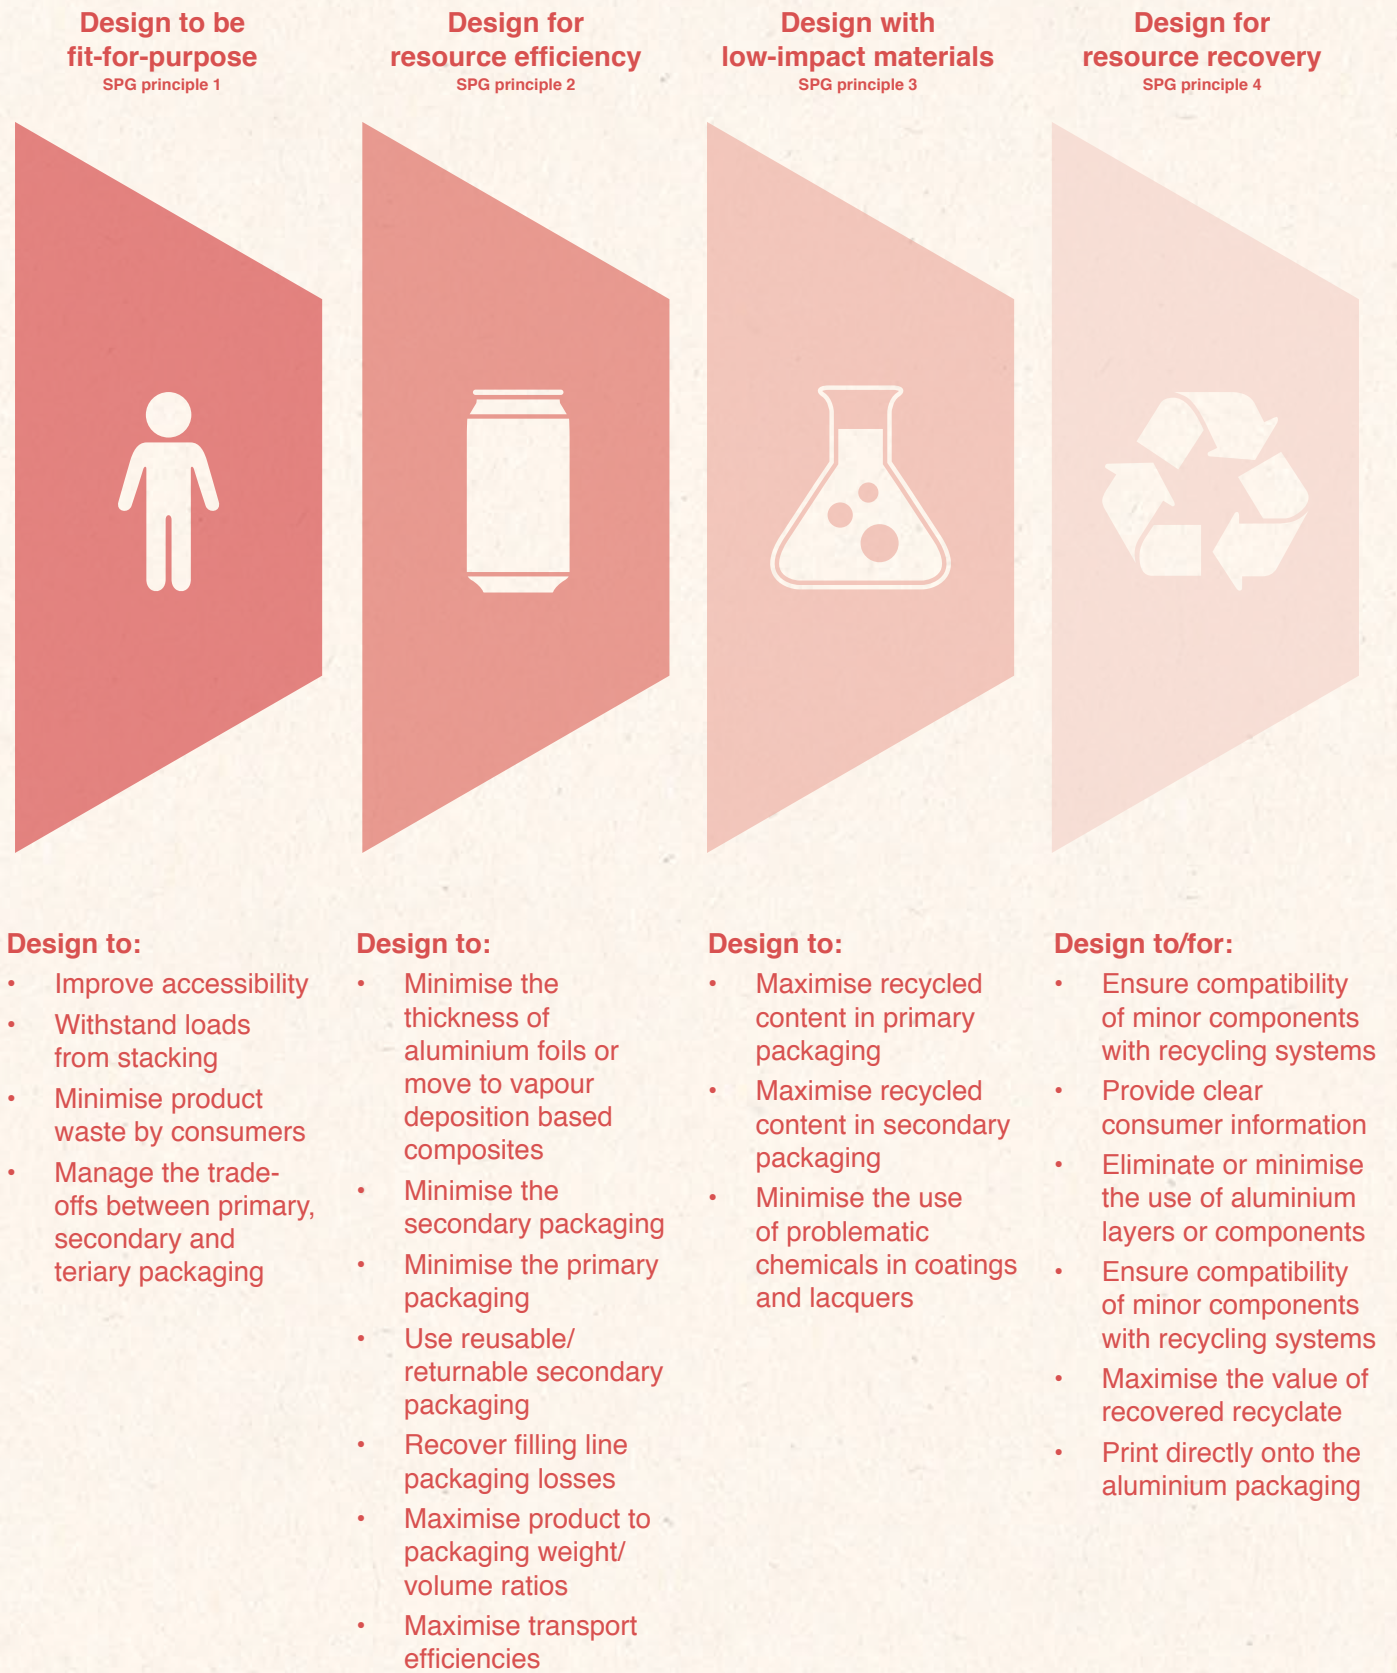 Design to be
fit-for-purpose
SPG principle 1
Design for
resource efficiency
SPG principle 2
Design with
low-impact materials
SPG principle 3
Design for
resource recovery
SPG principle 4
Design to:
• Improve accessibility
• Withstand loads
from stacking
• Minimise product
waste by consumers
• Manage the trade-
offs between primary,
secondary and
teriary packaging
Design to:
• Minimise the
thickness of
aluminium foils or
move to vapour
deposition based
composites
• Minimise the
secondary packaging
• Minimise the primary
packaging
• Use reusable/
returnable secondary
packaging
• Recover filling line
packaging losses
• Maximise product to
packaging weight/
volume ratios
• Maximise transport
efficiencies
Design to:
• Maximise recycled
content in primary
packaging
• Maximise recycled
content in secondary
packaging
• Minimise the use
of problematic
chemicals in coatings
and lacquers
Design to/for:
• Ensure compatibility
of minor components
with recycling systems
• Provide clear
consumer information
• Eliminate or minimise
the use of aluminium
layers or components
• Ensure compatibility
of minor components
with recycling systems
• Maximise the value of
recovered recyclate
• Print directly onto the
aluminium packaging